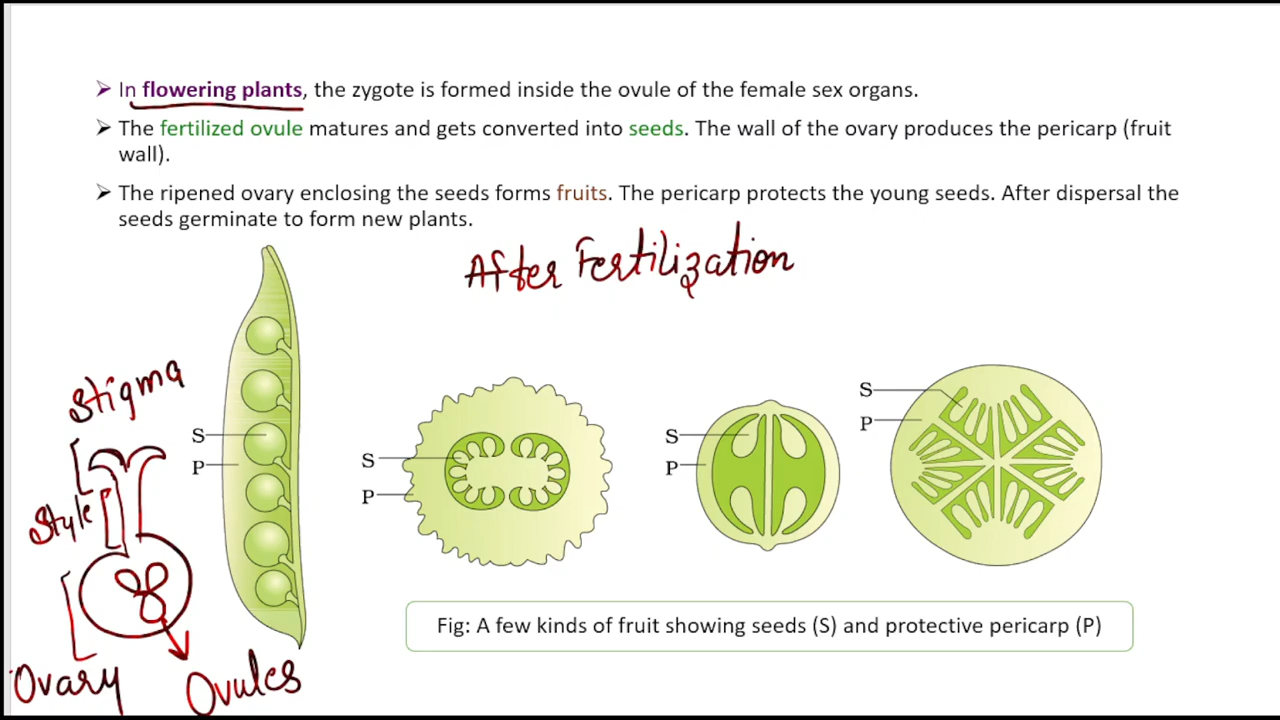 ➢ In flowering plants, the zygote is formed inside the ovule of the female sex organs.
➢ The fertilized ovule matures and gets converted into seeds. The wall of the ovary produces the pericarp (fruit
wall).
➢ The ripened ovary enclosing the seeds forms fruits. The pericarp protects the young seeds. After dispersal the
seeds germinate to form new plants.
After Fertilization
Stigma
Style
Ovary
Ovules
S
P
S
P
S
P
S
P
Fig: A few kinds of fruit showing seeds (S) and protective pericarp (P)